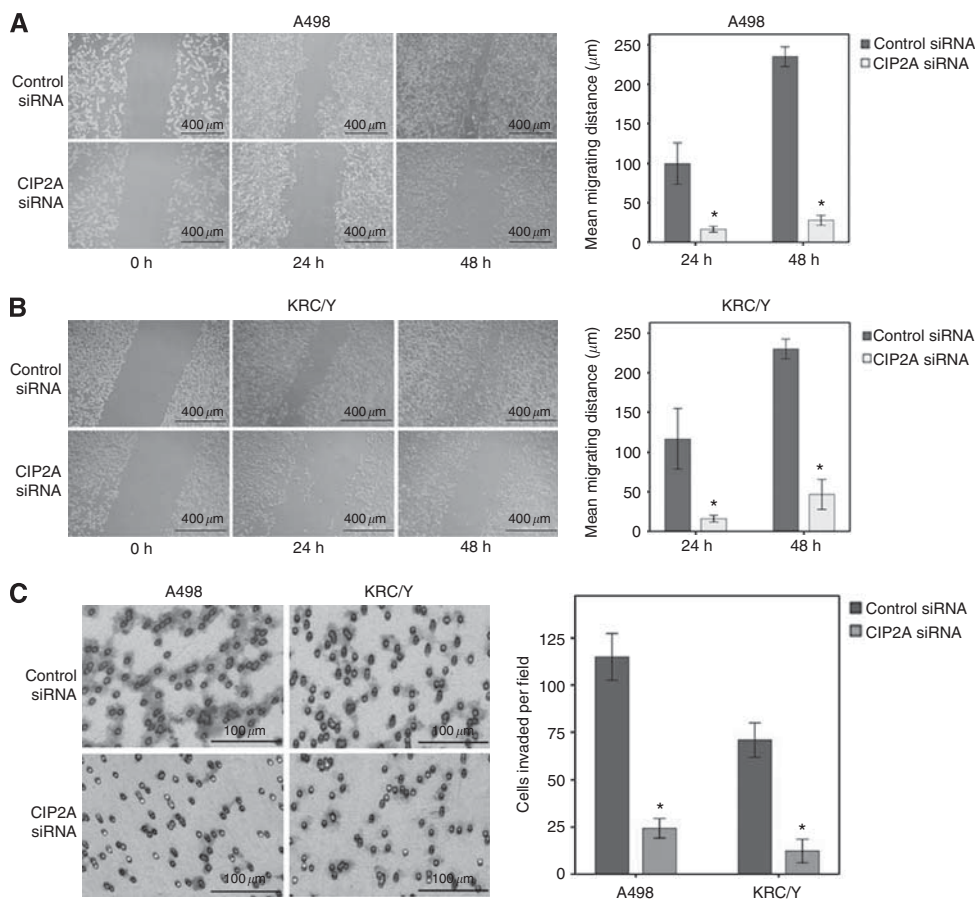 A
A498
Control
siRNA
400 μm
400 μm
400 μm
CIP2A
siRNA
400 μm
400 μm
400 μm
0 h
24 h
48 h
A498
Mean migrating distance (μm)
250
200
150
100
50
0
*
*
24 h
48 h
Control siRNA
CIP2A siRNA
B
KRC/Y
Control
siRNA
400 μm
400 μm
400 μm
CIP2A
siRNA
400 μm
400 μm
400 μm
0 h
24 h
48 h
KRC/Y
Mean migrating distance (μm)
250
200
150
100
50
0
*
*
24 h
48 h
Control siRNA
CIP2A siRNA
C
A498
KRC/Y
Control
siRNA
100 μm
100 μm
CIP2A
siRNA
100 μm
100 μm
Cells invaded per field
125
100
75
50
25
0
*
*
A498
KRC/Y
Control siRNA
CIP2A siRNA